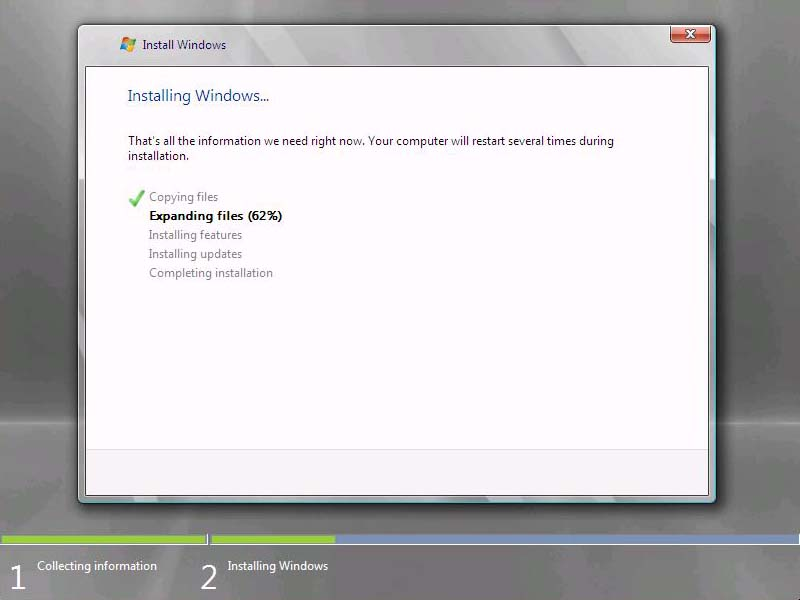 Install Windows
Installing Windows...
That's all the information we need right now. Your computer will restart several times during
installation.
Copying files
Expanding files (62%)
Installing features
Installing updates
Completing installation
1 Collecting information
2 Installing Windows